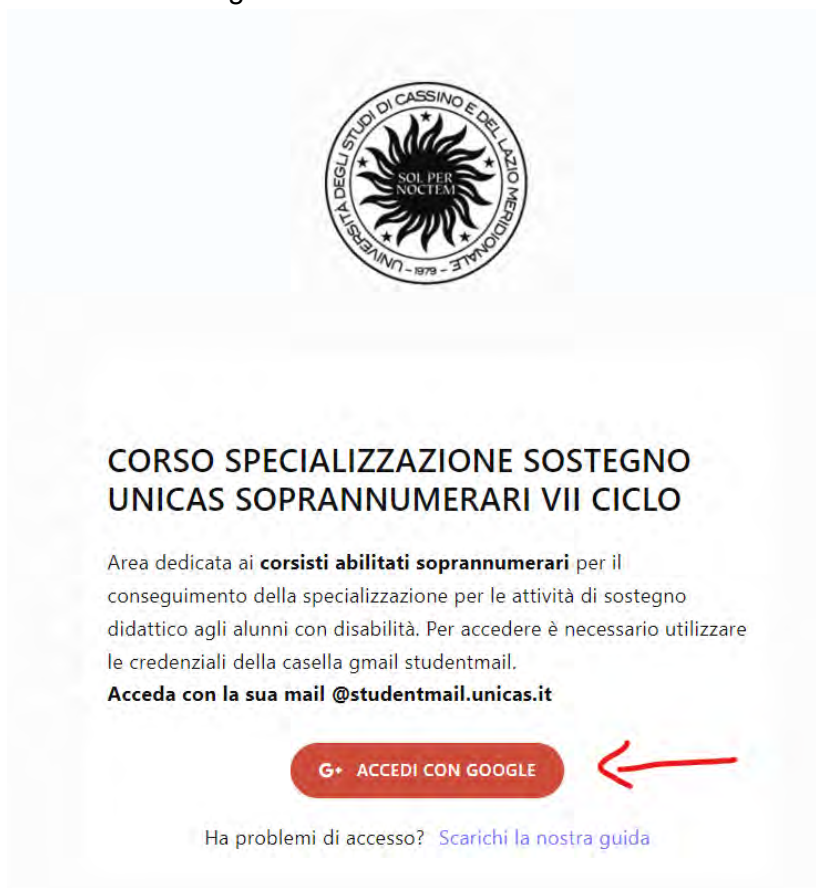 UNIVERSITÀ DEGLI STUDI DI CASSINO E DEL LAZIO MERIDIONALE
- 1979 -
SOL PER
NOCTEM
CORSO SPECIALIZZAZIONE SOSTEGNO
UNICAS SOPRANNUMERARI VII CICLO
Area dedicata ai corsisti abilitati soprannumerari per il
conseguimento della specializzazione per le attività di sostegno
didattico agli alunni con disabilità. Per accedere è necessario utilizzare
le credenziali della casella gmail studentmail.
Acceda con la sua mail @studentmail.unicas.it
G+ ACCEDI CON GOOGLE
Ha problemi di accesso? Scarichi la nostra guida